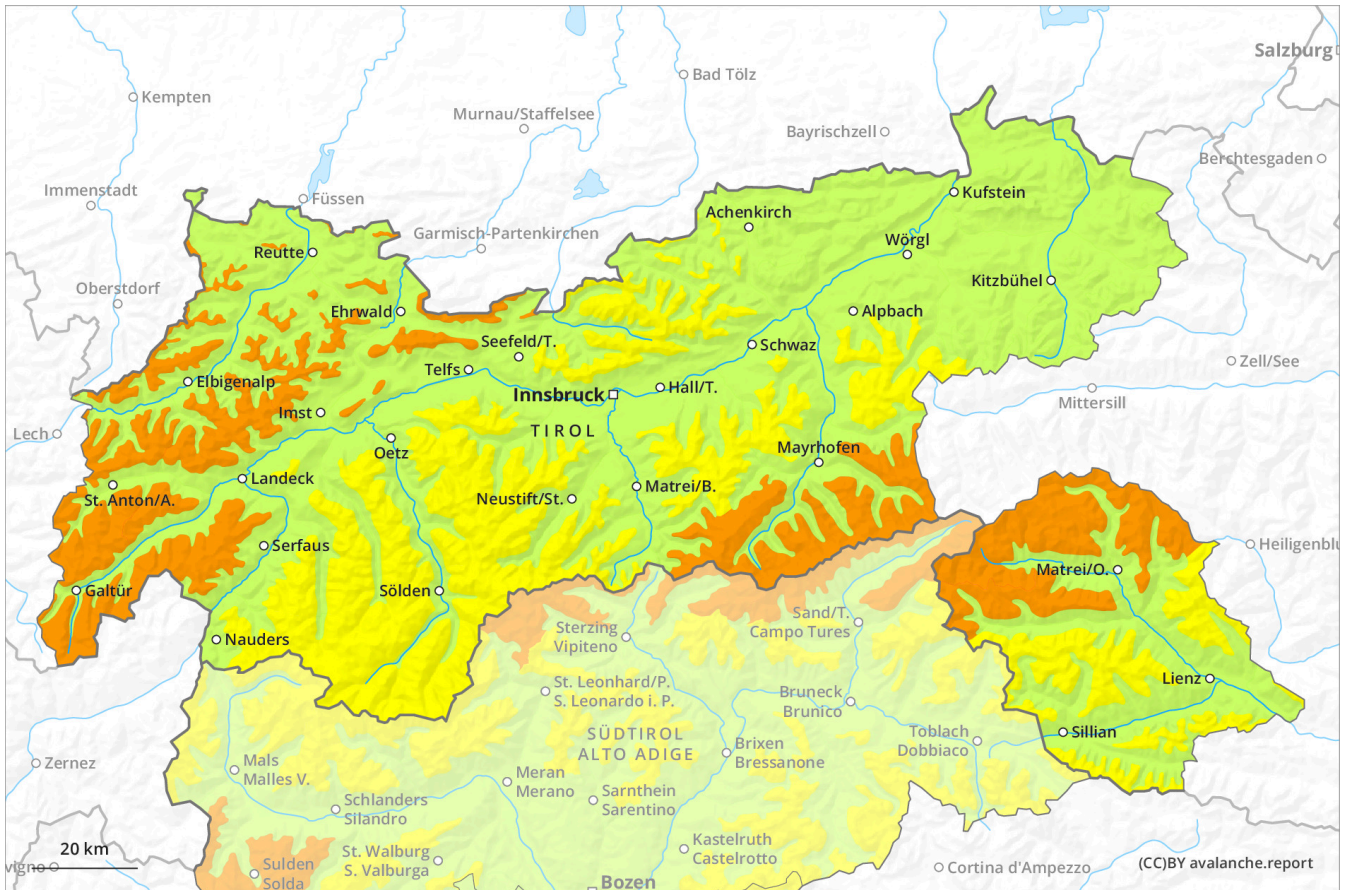 Salzburg
Bad Tölz
Kempten
Murnau/Staffelsee
Bayrischzell
Berchtesgaden
Immenstadt
Füssen
Kufstein
Achenkirch
Garmisch-Partenkirchen
Reutte
Wörgl
Oberstdorf
Kitzbühel
Ehrwald
Alpbach
Seefeld/T.
Schwaz
Zell/See
Telfs
Elbigenalp
Innsbruck
Hall/T.
Mittersill
Imst
Lech
TIROL
Oetz
Mayrhofen
Landeck
St. Anton/A.
Neustift/St.
Matrei/B.
Serfaus
Heiligenblu
Matrei/O.
Galtür
Sölden
Sterzing
Vipiteno
Sand/T.
Campo Tures
Nauders
Lienz
St. Leonhard/P.
S. Leonardo i. P.
Bruneck
Brunico
SÜDTIROL
ALTO ADIGE
Toblach
Dobbiaco
Sillian
Brixen
Bressanone
Zernez
Mals
Malles V.
Meran
Merano
Sarnthein
Sarentino
Schlanders
Silandro
20 km
St. Walburg
S. Valburga
Kastelruth
Castelrotto
vigno
Sulden
Solda
Cortina d'Ampezzo
(CC)BY avalanche.report
Bozen